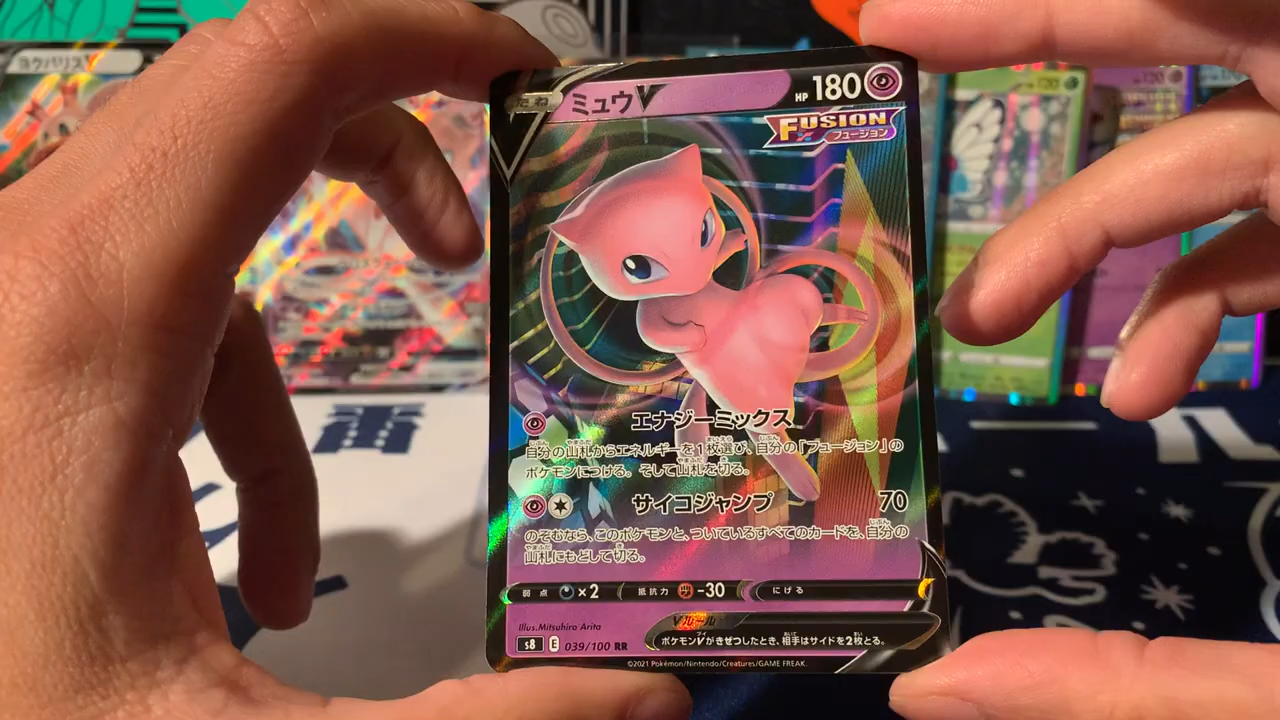 ヨクバリスV
たね ミュウV HP 180
FUSION
フュージョン
エナジーミックス
自分の山札からエネルギーを1枚選び、自分の「フュージョン」の
ポケモンにつける。そして山札を切る。
サイコジャンプ 70
のぞむなら、このポケモンと、ついているすべてのカードを、自分の
山札にもどして切る。
弱点 ×2 抵抗力 -30 にげる
Vルール
ポケモンVがきぜつしたとき、相手はサイドを2枚とる。
Illus.Mitsuhiro Arita
s8 E 039/100 RR
©2021 Pokémon/Nintendo/Creatures/GAME FREAK.